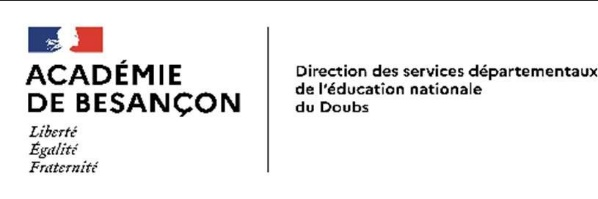 ACADÉMIE
DE BESANÇON
Liberté
Égalité
Fraternité
Direction des services départementaux
de l'éducation nationale
du Doubs